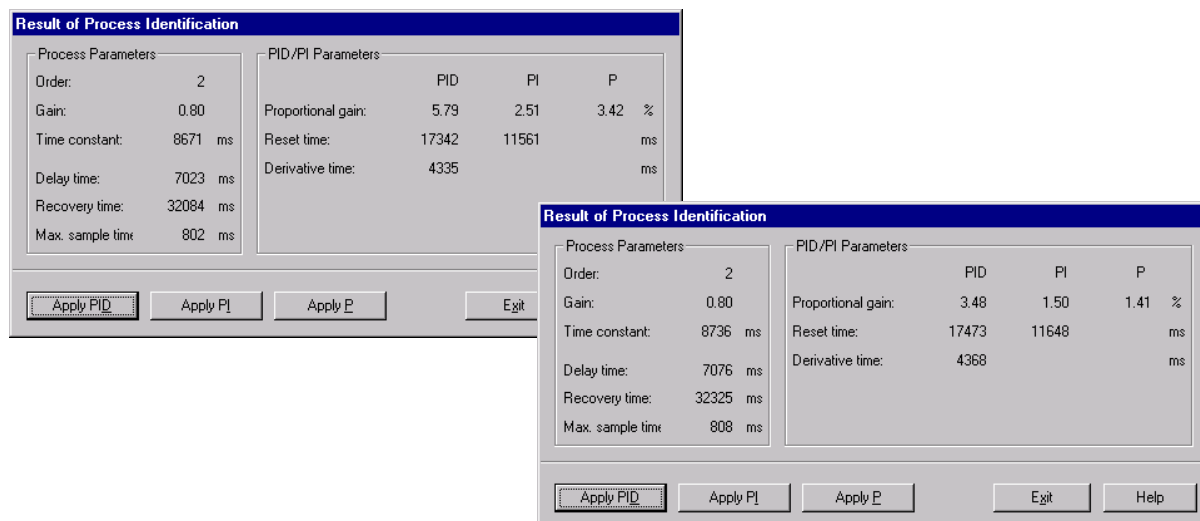 Result of Process Identification
Process Parameters
Order: 2
Gain: 0.80
Time constant: 8671 ms
Delay time: 7023 ms
Recovery time: 32084 ms
Max. sample time 802 ms
PID/PI Parameters
PID PI P
Proportional gain: 5.79 2.51 3.42 %
Reset time: 17342 11561 ms
Derivative time: 4335 ms
Apply PID Apply PI Apply P Exit
Result of Process Identification
Process Parameters
Order: 2
Gain: 0.80
Time constant: 8736 ms
Delay time: 7076 ms
Recovery time: 32325 ms
Max. sample time 808 ms
PID/PI Parameters
PID PI P
Proportional gain: 3.48 1.50 1.41 %
Reset time: 17473 11648 ms
Derivative time: 4368 ms
Apply PID Apply PI Apply P Exit Help